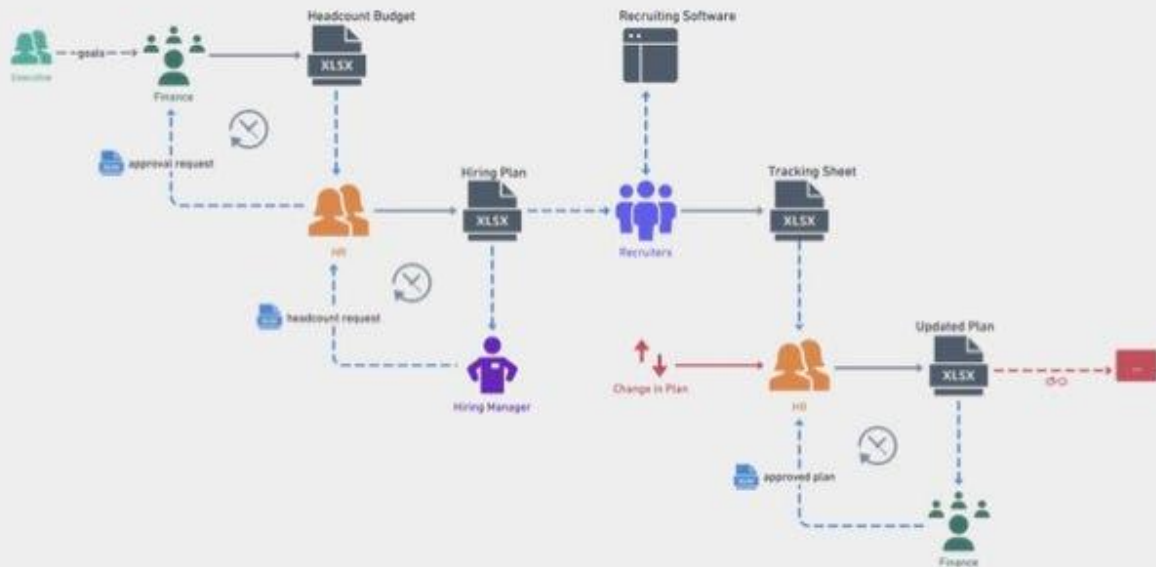 Headcount Budget
Recruiting Software
goals
XLSX
Executive
Finance
approval request
Hiring Plan
Tracking Sheet
XLSX
XLSX
HR
Recruiters
headcount request
Updated Plan
XLSX
Change in Plan
Hiring Manager
HR
approved plan
Finance